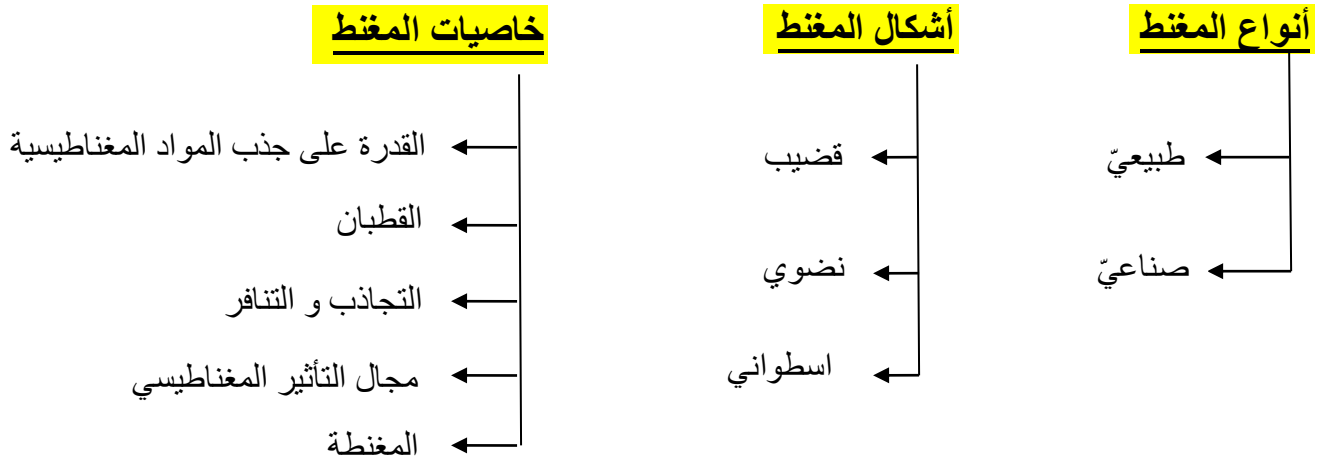 أنواع المغنط
طبيعيّ
صناعيّ
أشكال المغنط
قضيب
نضوي
اسطواني
خاصيات المغنط
القدرة على جذب المواد المغناطيسية
القطبان
التجاذب و التنافر
مجال التأثير المغناطيسي
المغنطة